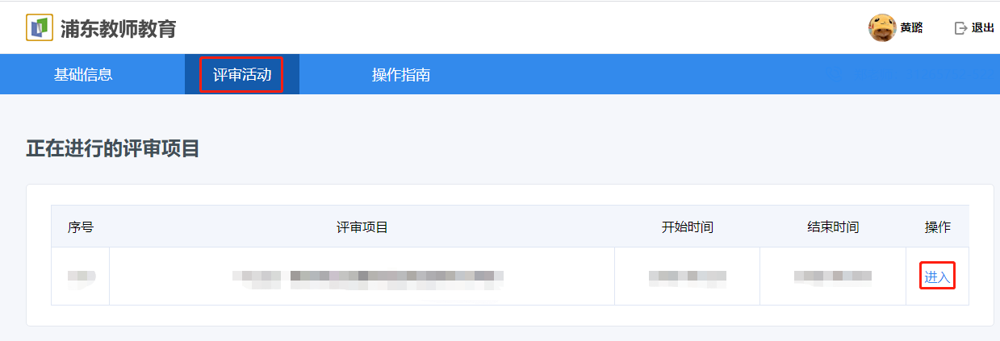 浦东教师教育
黄璐
退出
基础信息
评审活动
操作指南
正在进行的评审项目
序号
评审项目
开始时间
结束时间
操作
进入